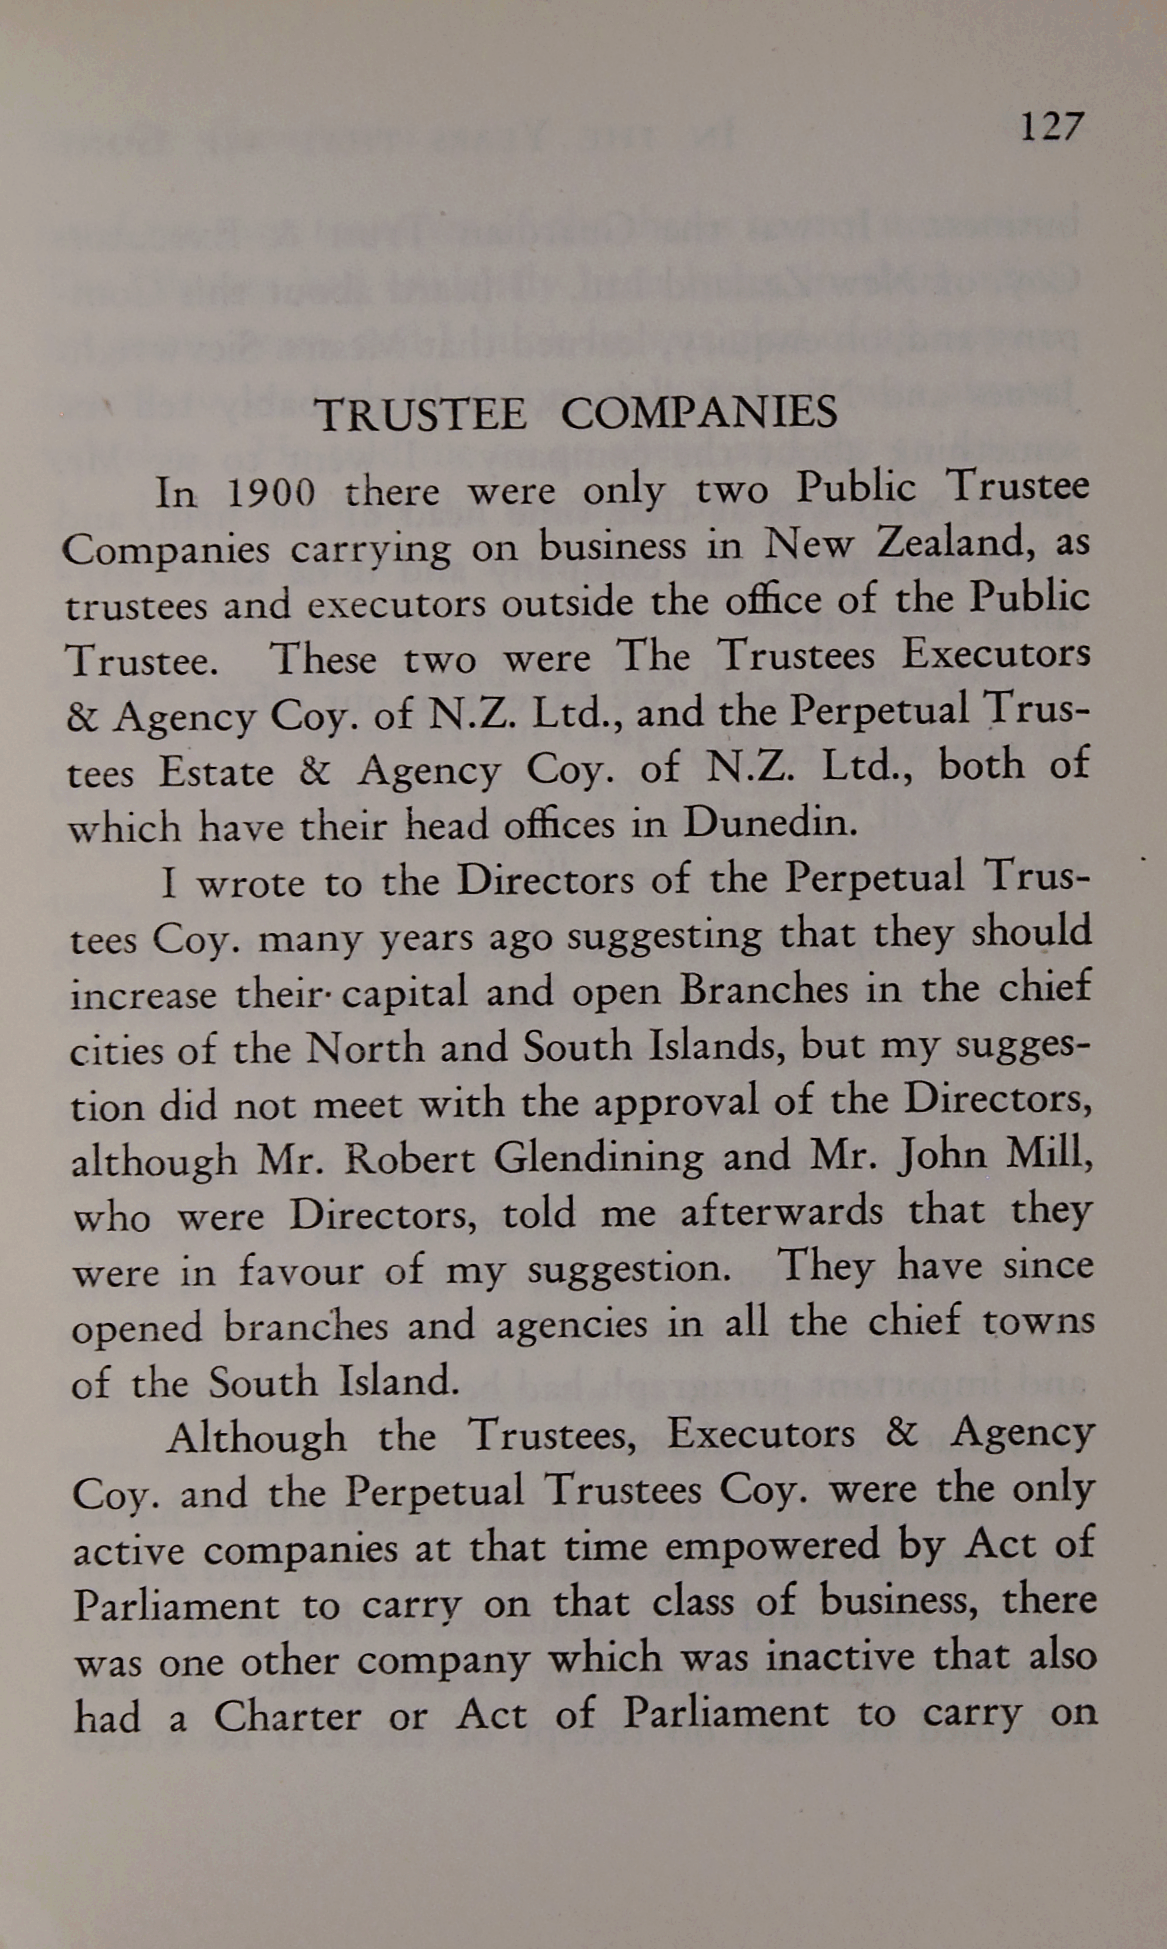 127
TRUSTEE COMPANIES
In 1900 there were only two Public Trustee
Companies carrying on business in New Zealand, as
trustees and executors outside the office of the Public
Trustee. These two were The Trustees Executors
& Agency Coy. of N.Z. Ltd., and the Perpetual Trus-
tees Estate & Agency Coy. of N.Z. Ltd., both of
which have their head offices in Dunedin.
I wrote to the Directors of the Perpetual Trus-
tees Coy. many years ago suggesting that they should
increase their capital and open Branches in the chief
cities of the North and South Islands, but my sugges-
tion did not meet with the approval of the Directors,
although Mr. Robert Glendining and Mr. John Mill,
who were Directors, told me afterwards that they
were in favour of my suggestion. They have since
opened branches and agencies in all the chief towns
of the South Island.
Although the Trustees, Executors & Agency
Coy. and the Perpetual Trustees Coy. were the only
active companies at that time empowered by Act of
Parliament to carry on that class of business, there
was one other company which was inactive that also
had a Charter or Act of Parliament to carry on